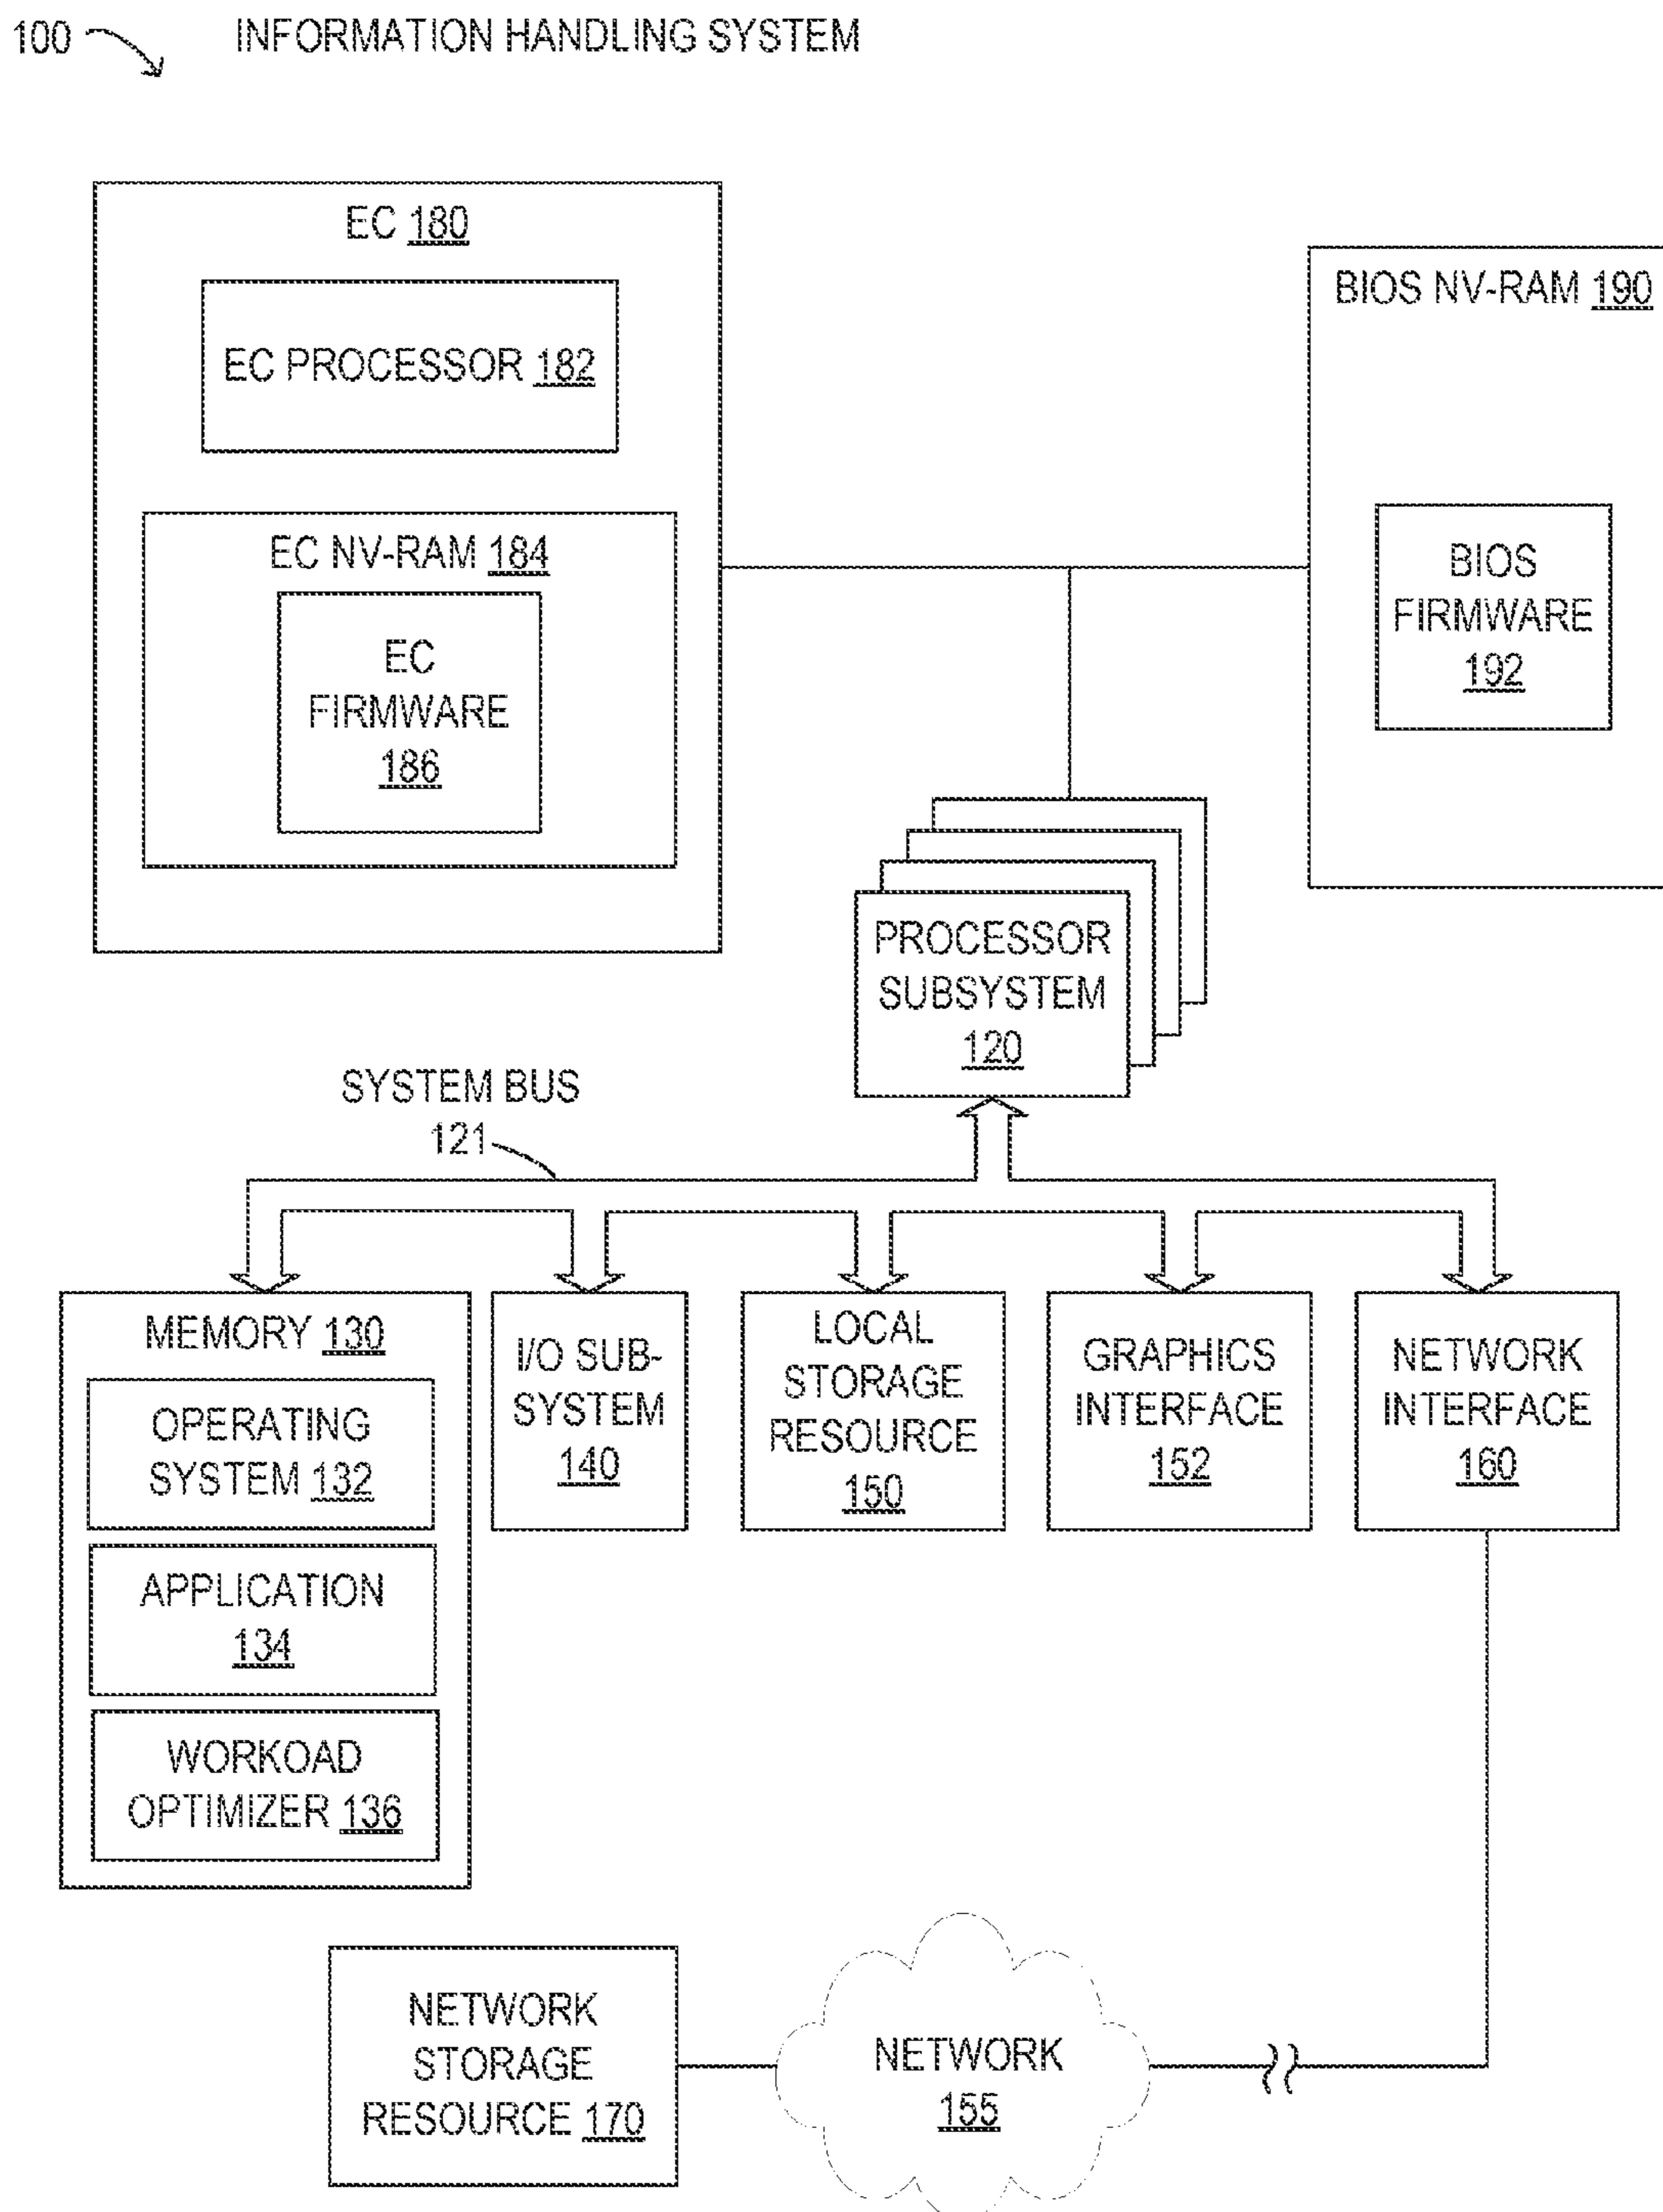 100
INFORMATION HANDLING SYSTEM
EC 180
EC PROCESSOR 182
EC NV-RAM 184
EC
FIRMWARE
186
BIOS NV-RAM 190
BIOS
FIRMWARE
192
PROCESSOR
SUBSYSTEM
120
SYSTEM BUS
121
MEMORY 130
OPERATING
SYSTEM 132
APPLICATION
134
WORKOAD
OPTIMIZER 136
I/O SUB-
SYSTEM
140
LOCAL
STORAGE
RESOURCE
150
GRAPHICS
INTERFACE
152
NETWORK
INTERFACE
160
NETWORK
STORAGE
RESOURCE 170
NETWORK
155